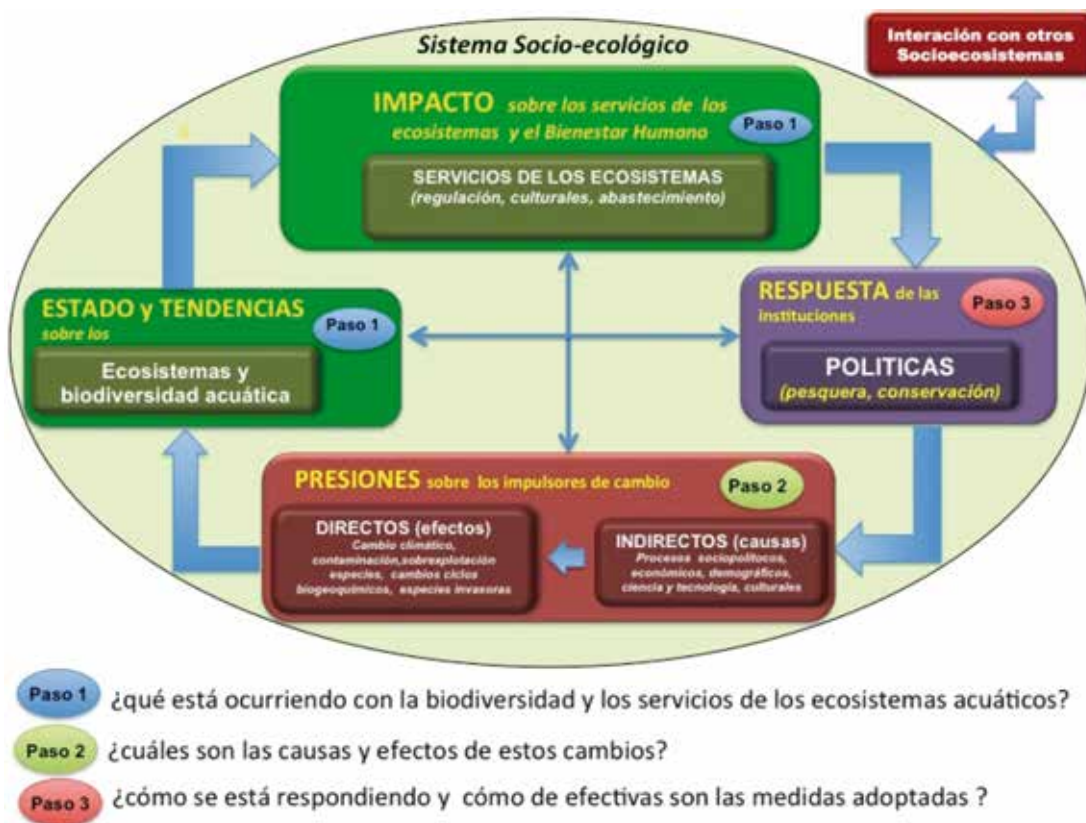 Sistema Socio-ecológico
Interación con otros
Socioecosistemas
IMPACTO sobre los servicios de los
ecosistemas y el Bienestar Humano
Paso 1
SERVICIOS DE LOS ECOSISTEMAS
(regulación, culturales, abastecimiento)
ESTADO y TENDENCIAS
sobre los
Paso 1
Ecosistemas y
biodiversidad acuática
RESPUESTA de las
instituciones
Paso 3
POLITICAS
(pesquera, conservación)
PRESIONES sobre los impulsores de cambio
Paso 2
DIRECTOS (efectos)
Cambio climático,
contaminación,sobrexplotación
especies, cambios ciclos
biogeoquímicos, especies invasoras
INDIRECTOS (causas)
Procesos sociopolítocos,
económicos, demográficos,
ciencia y tecnología, culturales
Paso 1 ¿qué está ocurriendo con la biodiversidad y los servicios de los ecosistemas acuáticos?
Paso 2 ¿cuáles son las causas y efectos de estos cambios?
Paso 3 ¿cómo se está respondiendo y cómo de efectivas son las medidas adoptadas ?